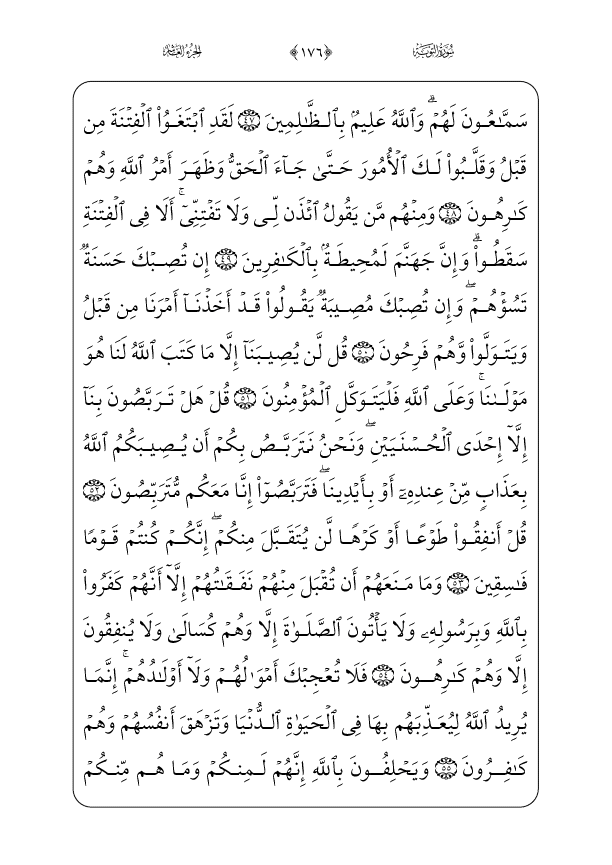 سُورَةُ التَّوۡبَةِ ﴿١٧٦﴾ الجُزۡءُ العَاشِرُ
سَمَّٰعُونَ لَهُمۡۗ وَٱللَّهُ عَلِيمُۢ بِٱلظَّٰلِمِينَ ٤٧ لَقَدِ ٱبۡتَغَوُاْ ٱلۡفِتۡنَةَ مِن
قَبۡلُ وَقَلَّبُواْ لَكَ ٱلۡأُمُورَ حَتَّىٰ جَآءَ ٱلۡحَقُّ وَظَهَرَ أَمۡرُ ٱللَّهِ وَهُمۡ
كَٰرِهُونَ ٤٨ وَمِنۡهُم مَّن يَقُولُ ٱئۡذَن لِّي وَلَا تَفۡتِنِّيٓۚ أَلَا فِي ٱلۡفِتۡنَةِ
سَقَطُواْۗ وَإِنَّ جَهَنَّمَ لَمُحِيطَةُۢ بِٱلۡكَٰفِرِينَ ٤٩ إِن تُصِبۡكَ حَسَنَةٞ
تَسُؤۡهُمۡۖ وَإِن تُصِبۡكَ مُصِيبَةٞ يَقُولُواْ قَدۡ أَخَذۡنَآ أَمۡرَنَا مِن قَبۡلُ
وَيَتَوَلَّواْ وَّهُمۡ فَرِحُونَ ٥٠ قُل لَّن يُصِيبَنَآ إِلَّا مَا كَتَبَ ٱللَّهُ لَنَا هُوَ
مَوۡلَىٰنَاۚ وَعَلَى ٱللَّهِ فَلۡيَتَوَكَّلِ ٱلۡمُؤۡمِنُونَ ٥١ قُلۡ هَلۡ تَرَبَّصُونَ بِنَآ
إِلَّآ إِحۡدَى ٱلۡحُسۡنَيَيۡنِۖ وَنَحۡنُ نَتَرَبَّصُ بِكُمۡ أَن يُصِيبَكُمُ ٱللَّهُ
بِعَذَابٖ مِّنۡ عِندِهِۦٓ أَوۡ بِأَيۡدِينَاۖ فَتَرَبَّصُوٓاْ إِنَّا مَعَكُم مُّتَرَبِّصُونَ ٥٢
قُلۡ أَنفِقُواْ طَوۡعًا أَوۡ كَرۡهٗا لَّن يُتَقَبَّلَ مِنكُمۡۖ إِنَّكُمۡ كُنتُمۡ قَوۡمٗا
فَٰسِقِينَ ٥٣ وَمَا مَنَعَهُمۡ أَن تُقۡبَلَ مِنۡهُمۡ نَفَقَٰتُهُمۡ إِلَّآ أَنَّهُمۡ كَفَرُواْ
بِٱللَّهِ وَبِرَسُولِهِۦ وَلَا يَأۡتُونَ ٱلصَّلَوٰةَ إِلَّا وَهُمۡ كُسَالَىٰ وَلَا يُنفِقُونَ
إِلَّا وَهُمۡ كَٰرِهُونَ ٥٤ فَلَا تُعۡجِبۡكَ أَمۡوَٰلُهُمۡ وَلَآ أَوۡلَٰدُهُمۡۚ إِنَّمَا
يُرِيدُ ٱللَّهُ لِيُعَذِّبَهُم بِهَا فِي ٱلۡحَيَوٰةِ ٱلدُّنۡيَا وَتَزۡهَقَ أَنفُسُهُمۡ وَهُمۡ
كَٰفِرُونَ ٥٥ وَيَحۡلِفُونَ بِٱللَّهِ إِنَّهُمۡ لَمِنكُمۡ وَمَا هُم مِّنكُمۡ